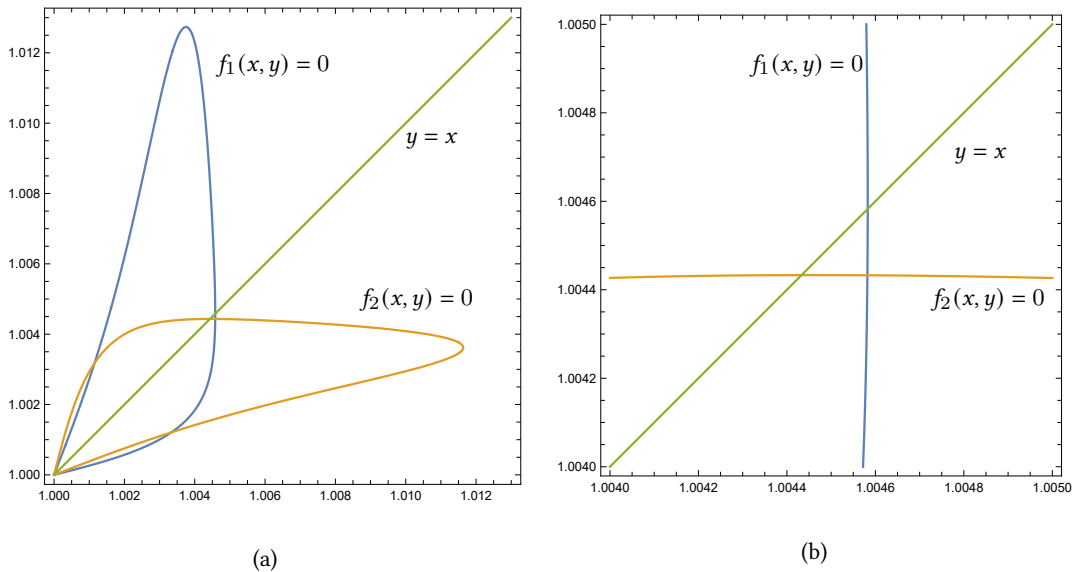 f₁(x, y) = 0
y = x
f₂(x, y) = 0
1.012
1.010
1.008
1.006
1.004
1.002
1.000
1.000 1.002 1.004 1.006 1.008 1.010 1.012
(a)
f₁(x, y) = 0
y = x
f₂(x, y) = 0
1.0050
1.0048
1.0046
1.0044
1.0042
1.0040
1.0040 1.0042 1.0044 1.0046 1.0048 1.0050
(b)